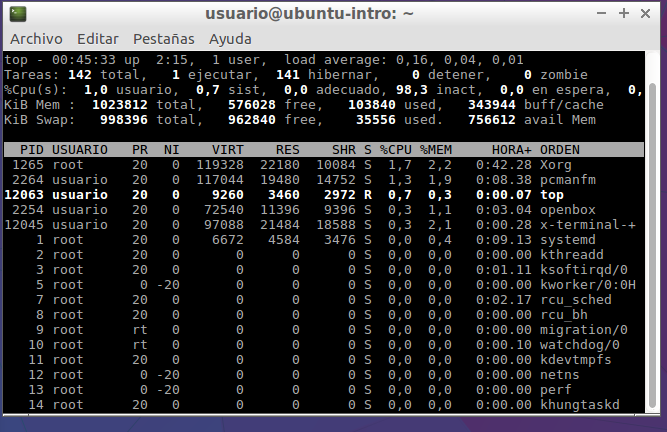 usuario@ubuntu-intro: ~
Archivo Editar Pestañas Ayuda
top - 00:45:33 up  2:15,  1 user,  load average: 0,16, 0,04, 0,01
Tareas: 142 total,   1 ejecutar, 141 hibernar,   0 detener,   0 zombie
%Cpu(s):  1,0 usuario,  0,7 sist,  0,0 adecuado, 98,3 inact,  0,0 en espera,  0,
KiB Mem :  1023812 total,   576028 free,   103840 used,   343944 buff/cache
KiB Swap:   998396 total,   962840 free,    35556 used.   756612 avail Mem
PID USUARIO   PR  NI    VIRT    RES    SHR S %CPU %MEM     HORA+ ORDEN
1265 root      20   0  119328  22180  10084 S  1,7  2,2   0:42.28 Xorg
2264 usuario   20   0  117044  19480  14752 S  1,3  1,9   0:08.38 pcmanfm
12063 usuario   20   0    9260   3460   2972 R  0,7  0,3   0:00.07 top
2254 usuario   20   0   72540  11396   9396 S  0,3  1,1   0:03.04 openbox
12045 usuario   20   0   97088  21484  18588 S  0,3  2,1   0:00.28 x-terminal-+
1 root      20   0    6672   4584   3476 S  0,0  0,4   0:09.13 systemd
2 root      20   0       0      0      0 S  0,0  0,0   0:00.00 kthreadd
3 root      20   0       0      0      0 S  0,0  0,0   0:01.11 ksoftirqd/0
5 root       0 -20       0      0      0 S  0,0  0,0   0:00.00 kworker/0:0H
7 root      20   0       0      0      0 S  0,0  0,0   0:02.17 rcu_sched
8 root      20   0       0      0      0 S  0,0  0,0   0:00.00 rcu_bh
9 root      rt   0       0      0      0 S  0,0  0,0   0:00.00 migration/0
10 root      rt   0       0      0      0 S  0,0  0,0   0:00.10 watchdog/0
11 root      20   0       0      0      0 S  0,0  0,0   0:00.00 kdevtmpfs
12 root       0 -20       0      0      0 S  0,0  0,0   0:00.00 netns
13 root       0 -20       0      0      0 S  0,0  0,0   0:00.00 perf
14 root      20   0       0      0      0 S  0,0  0,0   0:00.00 khungtaskd